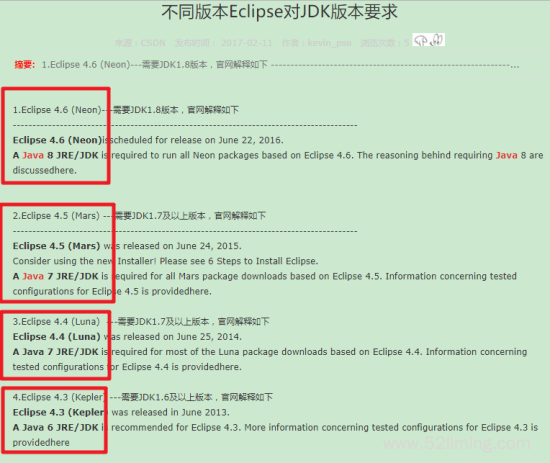 不同版本Eclipse对JDK版本要求
来源：CSDN 发布时间：2017-02-11 作者：kevin_pso 浏览次数：5
摘要：1.Eclipse 4.6 (Neon)---需要JDK1.8版本，官网解释如下 ------------------------------------------------------------...
1.Eclipse 4.6 (Neon)---需要JDK1.8版本，官网解释如下
--------------------------------------------------------------------------------------
Eclipse 4.6 (Neon)isscheduled for release on June 22, 2016.
A Java 8 JRE/JDK is required to run all Neon packages based on Eclipse 4.6. The reasoning behind requiring Java 8 are
discussedhere.
2.Eclipse 4.5 (Mars) ---需要JDK1.7及以上版本，官网解释如下
--------------------------------------------------------------------------------------
Eclipse 4.5 (Mars) was released on June 24, 2015.
Consider using the new Installer! Please see 6 Steps to Install Eclipse.
A Java 7 JRE/JDK is required for all Mars package downloads based on Eclipse 4.5. Information concerning tested
configurations for Eclipse 4.5 is providedhere.
3.Eclipse 4.4 (Luna) ---需要JDK1.7及以上版本，官网解释如下
Eclipse 4.4 (Luna) was released on June 25, 2014.
A Java 7 JRE/JDK is required for most of the Luna package downloads based on Eclipse 4.4. Information concerning
tested configurations for Eclipse 4.4 is providedhere.
4.Eclipse 4.3 (Kepler) ---需要JDK1.6及以上版本，官网解释如下
Eclipse 4.3 (Kepler) was released in June 2013.
A Java 6 JRE/JDK is recommended for Eclipse 4.3. More information concerning tested configurations for Eclipse 4.3 is
providedhere